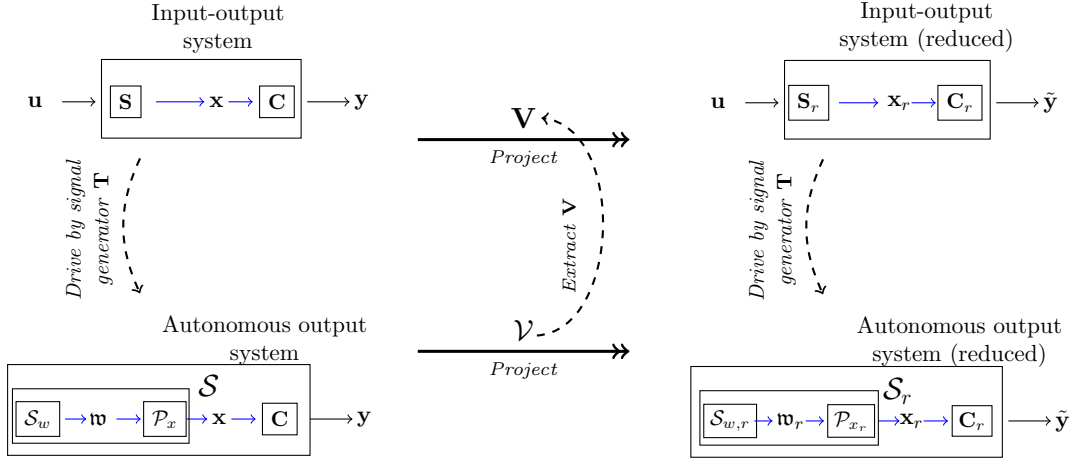 Input-output
system
u S x C y
Drive by signal
generator T
Autonomous output
system
𝒮
𝒮_w 𝔴 𝒫_x x C y
V
Project
Extract V
𝒱
Project
Input-output
system (reduced)
u S_r x_r C_r ỹ
Drive by signal
generator T
Autonomous output
system (reduced)
𝒮_r
𝒮_{w,r} 𝔴_r 𝒫_{x_r} x_r C_r ỹ